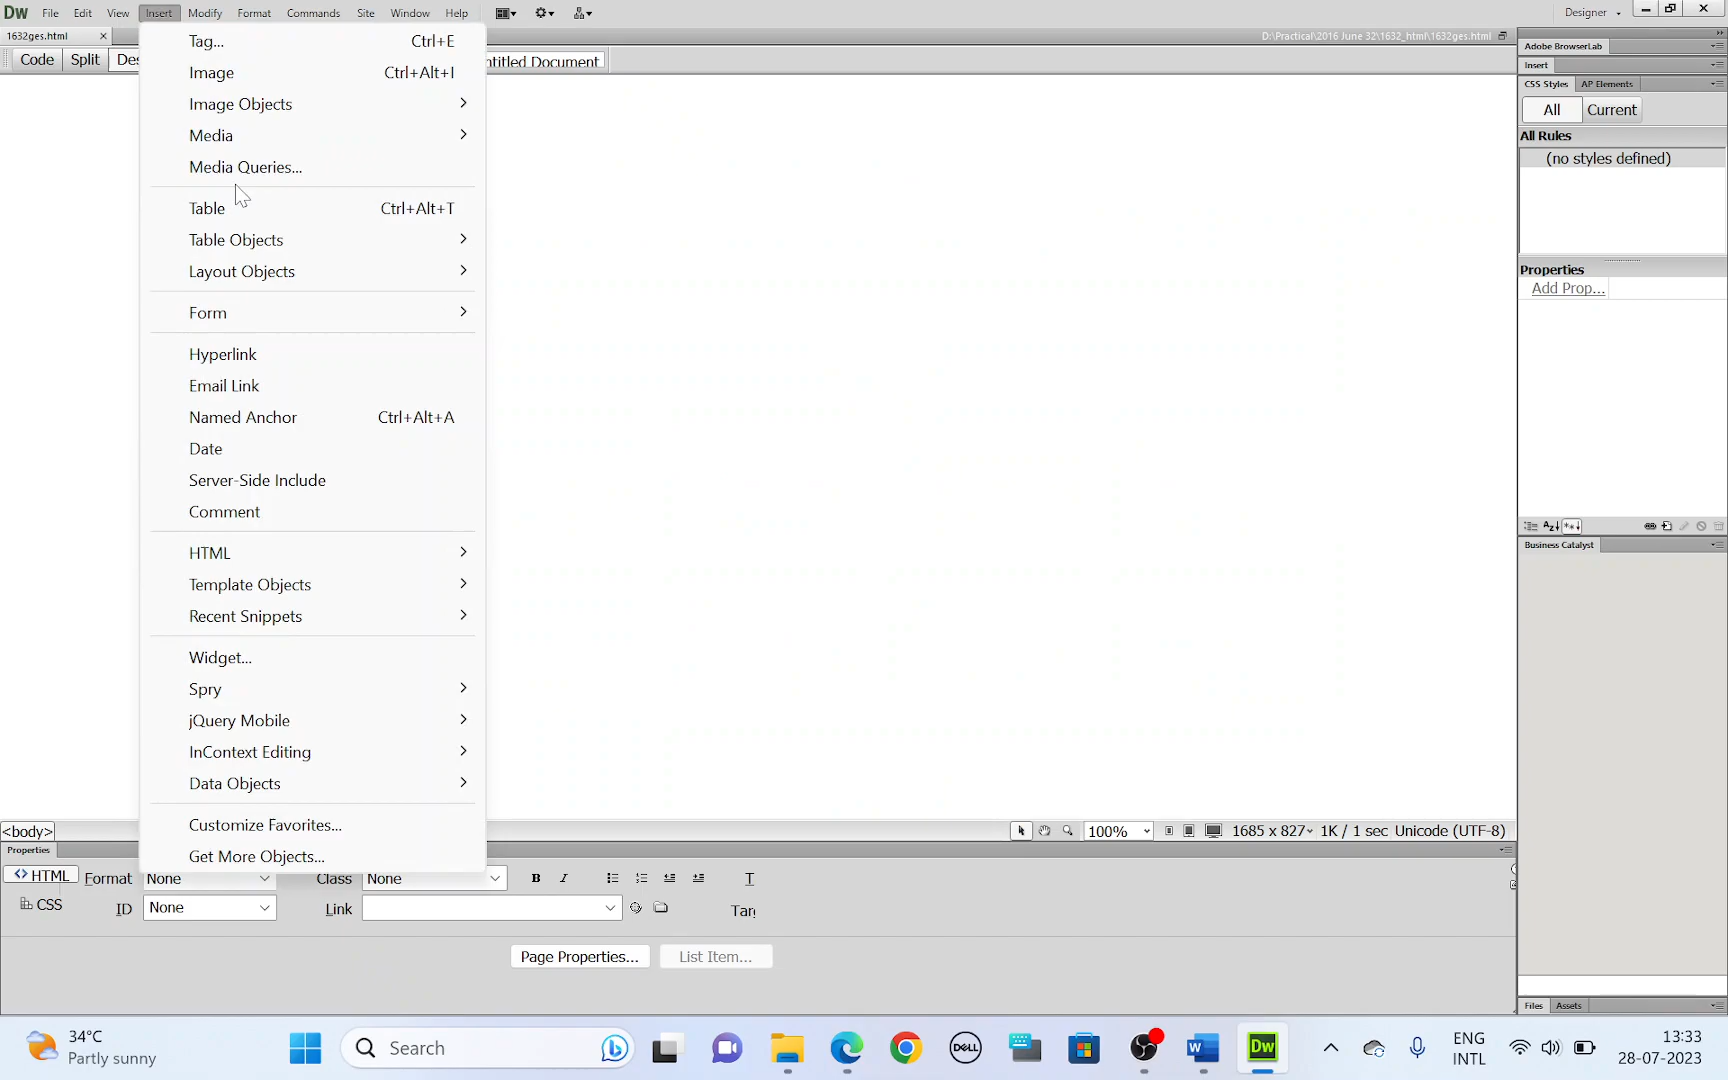 Dw File Edit View Insert Modify Format Commands Site Window Help Designer
1632ges.html D:\Practical\2016 June 32\1632_html\1632ges.html
Code Split Des ntitled Document
Tag... Ctrl+E
Image Ctrl+Alt+I
Image Objects
Media
Media Queries...
Table Ctrl+Alt+T
Table Objects
Layout Objects
Form
Hyperlink
Email Link
Named Anchor Ctrl+Alt+A
Date
Server-Side Include
Comment
HTML
Template Objects
Recent Snippets
Widget...
Spry
jQuery Mobile
InContext Editing
Data Objects
Customize Favorites...
Get More Objects...
Adobe BrowserLab
Insert
CSS Styles AP Elements
All Current
All Rules
(no styles defined)
Properties
Add Prop...
Business Catalyst
Files Assets
<body> 100% 1685 x 827 1K / 1 sec Unicode (UTF-8)
Properties
<> HTML Format None Class None B I T
CSS ID None Link Tar
Page Properties... List Item...
34°C
Partly sunny
Search
DELL
W
Dw
ENG
INTL
13:33
28-07-2023